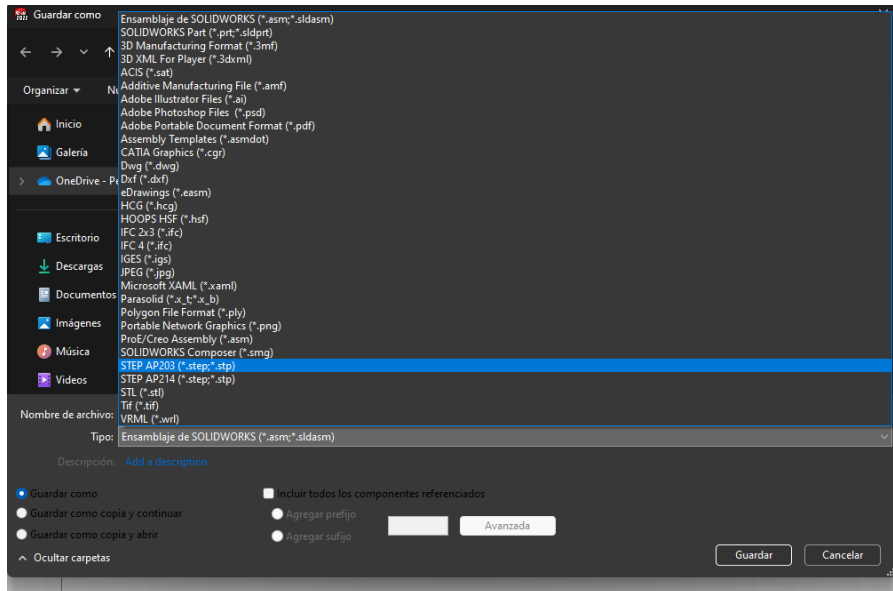 2022 Guardar como
Organizar
Inicio
Galería
OneDrive - Pe
Escritorio
Descargas
Documentos
Imágenes
Música
Videos
Ensamblaje de SOLIDWORKS (*.asm;*.sldasm)
SOLIDWORKS Part (*.prt;*.sldprt)
3D Manufacturing Format (*.3mf)
3D XML For Player (*.3dxml)
ACIS (*.sat)
Additive Manufacturing File (*.amf)
Adobe Illustrator Files (*.ai)
Adobe Photoshop Files (*.psd)
Adobe Portable Document Format (*.pdf)
Assembly Templates (*.asmdot)
CATIA Graphics (*.cgr)
Dwg (*.dwg)
Dxf (*.dxf)
eDrawings (*.easm)
HCG (*.hcg)
HOOPS HSF (*.hsf)
IFC 2x3 (*.ifc)
IFC 4 (*.ifc)
IGES (*.igs)
JPEG (*.jpg)
Microsoft XAML (*.xaml)
Parasolid (*.x_t;*.x_b)
Polygon File Format (*.ply)
Portable Network Graphics (*.png)
ProE/Creo Assembly (*.asm)
SOLIDWORKS Composer (*.smg)
STEP AP203 (*.step;*.stp)
STEP AP214 (*.step;*.stp)
STL (*.stl)
Tif (*.tif)
VRML (*.wrl)
Nombre de archivo:
Tipo: Ensamblaje de SOLIDWORKS (*.asm;*.sldasm)
Descripción: Add a description
Guardar como
Guardar como copia y continuar
Guardar como copia y abrir
Incluir todos los componentes referenciados
Agregar prefijo
Agregar sufijo
Avanzada
Ocultar carpetas
Guardar
Cancelar